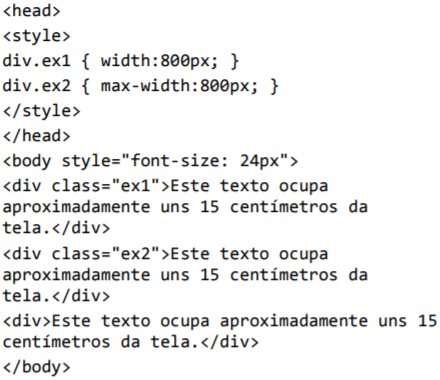 <head>
<style>
div.ex1 { width:800px; }
div.ex2 { max-width:800px; }
</style>
</head>
<body style="font-size: 24px">
<div class="ex1">Este texto ocupa
aproximadamente uns 15 centímetros da
tela.</div>
<div class="ex2">Este texto ocupa
aproximadamente uns 15 centímetros da
tela.</div>
<div>Este texto ocupa aproximadamente uns 15
centímetros da tela.</div>
</body>